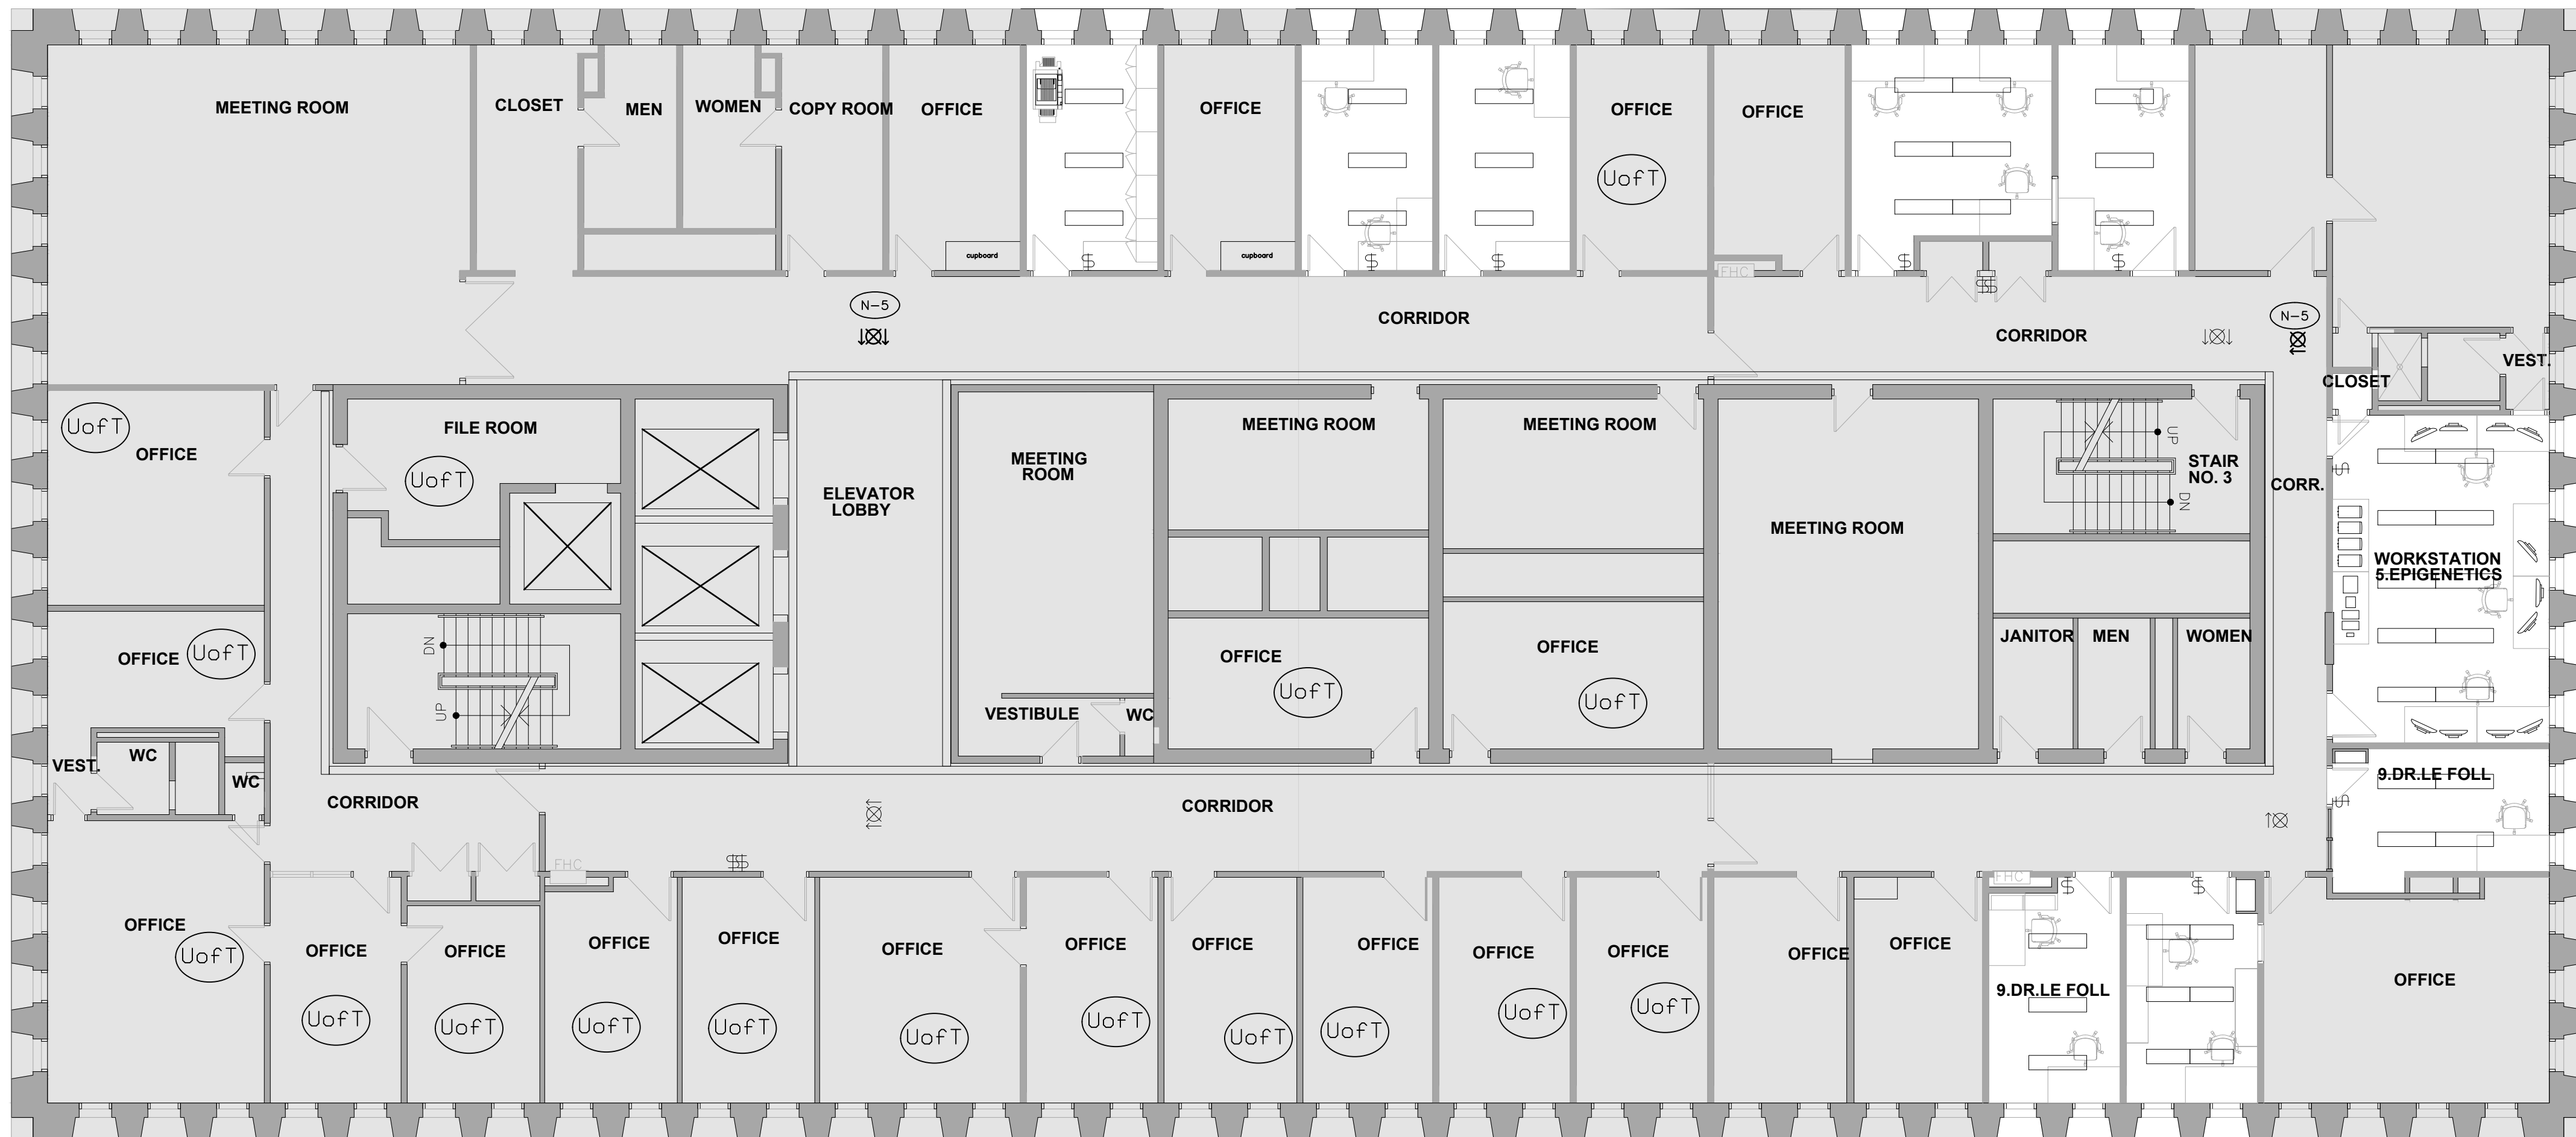 MEETING ROOM
CLOSET
MEN
WOMEN
COPY ROOM
OFFICE
OFFICE
OFFICE
OFFICE
UofT
cupboard
cupboard
FHC
$
$
$
$
$
$$
N-5
CORRIDOR
CORRIDOR
N-5
VEST.
CLOSET
UofT
OFFICE
FILE ROOM
UofT
ELEVATOR
LOBBY
MEETING
ROOM
MEETING ROOM
MEETING ROOM
MEETING ROOM
UP
DN
STAIR
NO. 3
CORR.
$
WORKSTATION
5.EPIGENETICS
OFFICE
UofT
DN
UP
OFFICE
UofT
OFFICE
UofT
JANITOR
MEN
WOMEN
VESTIBULE
WC
VEST.
WC
WC
9.DR.LE FOLL
$
CORRIDOR
CORRIDOR
$$
FHC
FHC
$
$
OFFICE
UofT
OFFICE
UofT
OFFICE
UofT
OFFICE
UofT
OFFICE
UofT
OFFICE
UofT
OFFICE
UofT
OFFICE
UofT
OFFICE
UofT
OFFICE
UofT
OFFICE
UofT
OFFICE
OFFICE
9.DR.LE FOLL
OFFICE